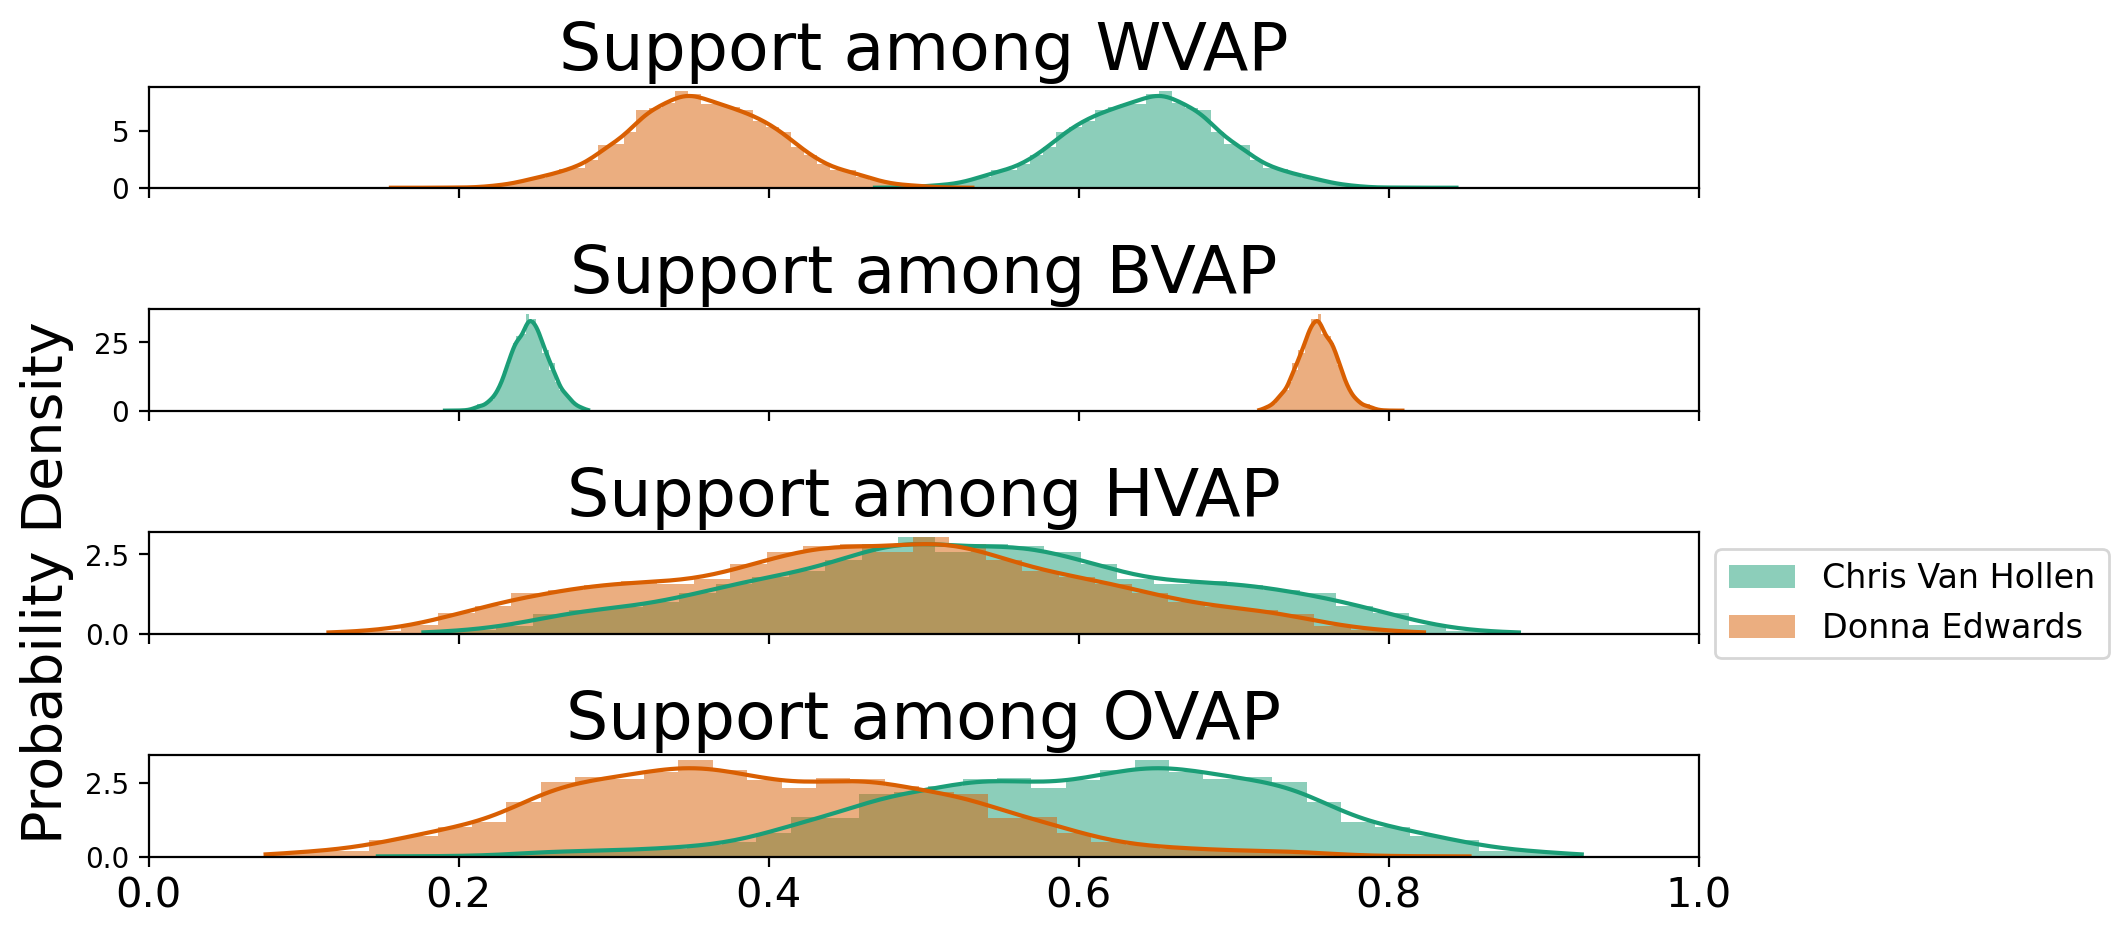 Support among WVAP
5
0
Support among BVAP
25
0
Support among HVAP
2.5
0.0
Support among OVAP
2.5
0.0
0.0 0.2 0.4 0.6 0.8 1.0
Probability Density
Chris Van Hollen
Donna Edwards